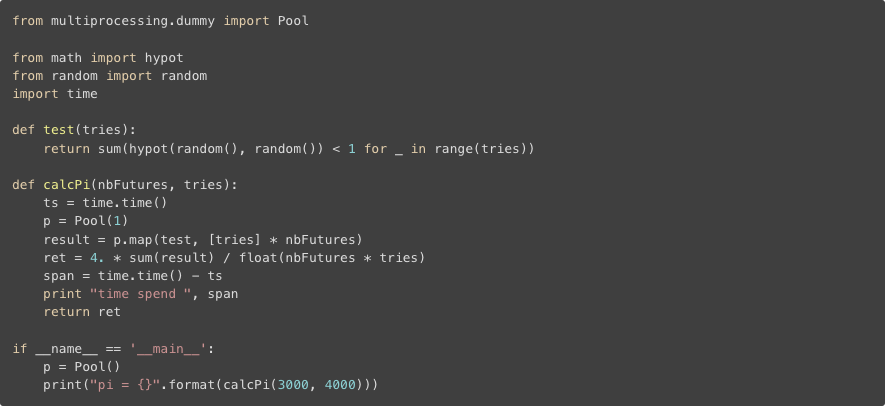 from multiprocessing.dummy import Pool

from math import hypot
from random import random
import time

def test(tries):
    return sum(hypot(random(), random()) < 1 for _ in range(tries))

def calcPi(nbFutures, tries):
    ts = time.time()
    p = Pool(1)
    result = p.map(test, [tries] * nbFutures)
    ret = 4. * sum(result) / float(nbFutures * tries)
    span = time.time() - ts
    print "time spend ", span
    return ret

if __name__ == '__main__':
    p = Pool()
    print("pi = {}".format(calcPi(3000, 4000)))